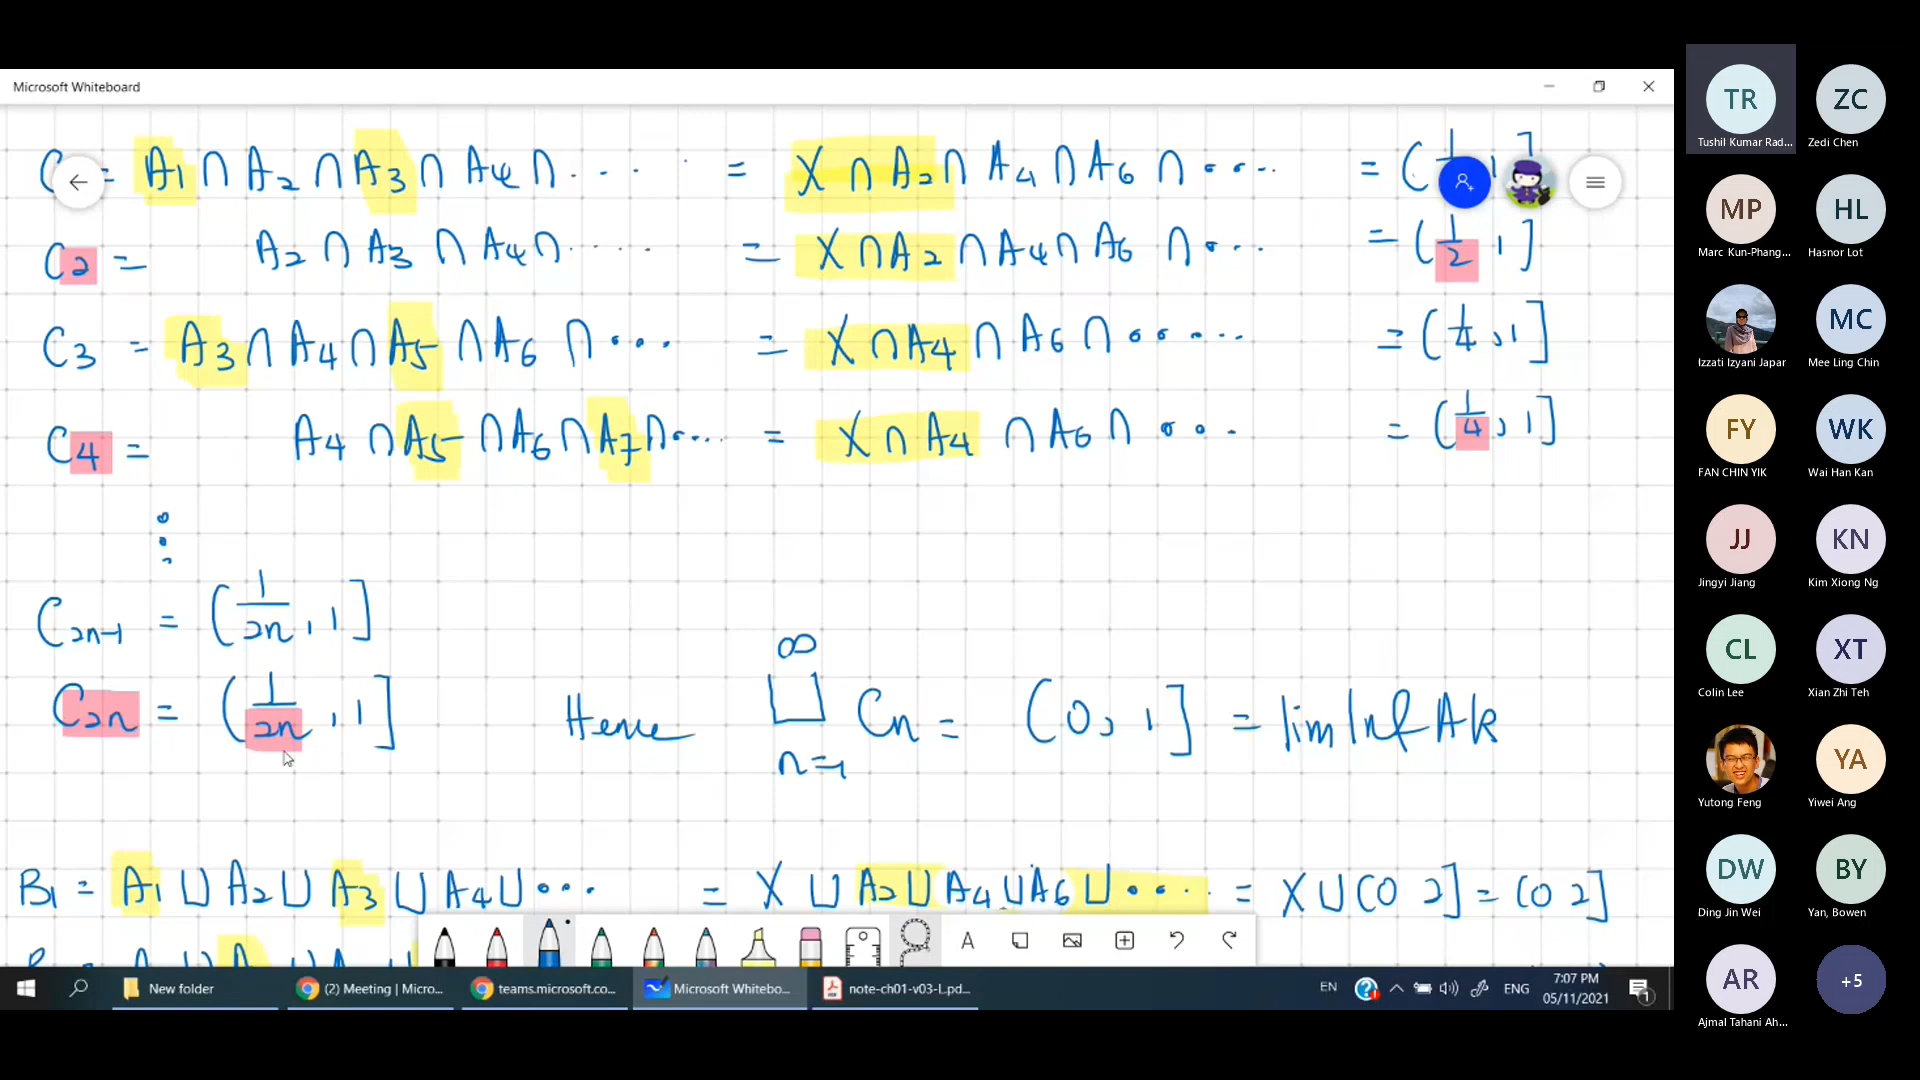 Microsoft Whiteboard
C = A1 ∩ A2 ∩ A3 ∩ A4 ∩ ... . = X ∩ A2 ∩ A4 ∩ A6 ∩ .... = ( 1 , 1 ]
C2 = A2 ∩ A3 ∩ A4 ∩ ..... = X ∩ A2 ∩ A4 ∩ A6 ∩ ... = ( 1/2 , 1 ]
C3 = A3 ∩ A4 ∩ A5 ∩ A6 ∩ ... = X ∩ A4 ∩ A6 ∩ ..... = ( 1/4 , 1 ]
C4 = A4 ∩ A5 ∩ A6 ∩ A7 ∩ .... = X ∩ A4 ∩ A6 ∩ ... = ( 1/4 , 1 ]
⋮
C2n-1 = ( 1/2n , 1 ]
C2n = ( 1/2n , 1 ] Hence ∞ ⋃ n=1 Cn = ( 0, 1 ] = lim Inf Ak
B1 = A1 ∪ A2 ∪ A3 ∪ A4 ∪ ... = X ∪ A2 ∪ A4 ∪ A6 ∪ .... = X ∪ (0 2] = (0 2]
TR
Tushil Kumar Rad...
ZC
Zedi Chen
MP
Marc Kun-Phang...
HL
Hasnor Lot
Izzati Izyani Japar
MC
Mee Ling Chin
FY
FAN CHIN YIK
WK
Wai Han Kan
JJ
Jingyi Jiang
KN
Kim Xiong Ng
CL
Colin Lee
XT
Xian Zhi Teh
Yutong Feng
YA
Yiwei Ang
DW
Ding Jin Wei
BY
Yan, Bowen
AR
Ajmal Tahani Ah...
+5
A
New folder
(2) Meeting | Micro...
teams.microsoft.co...
Microsoft Whitebo...
note-ch01-v03-L.pd...
EN
ENG
7:07 PM
05/11/2021
1